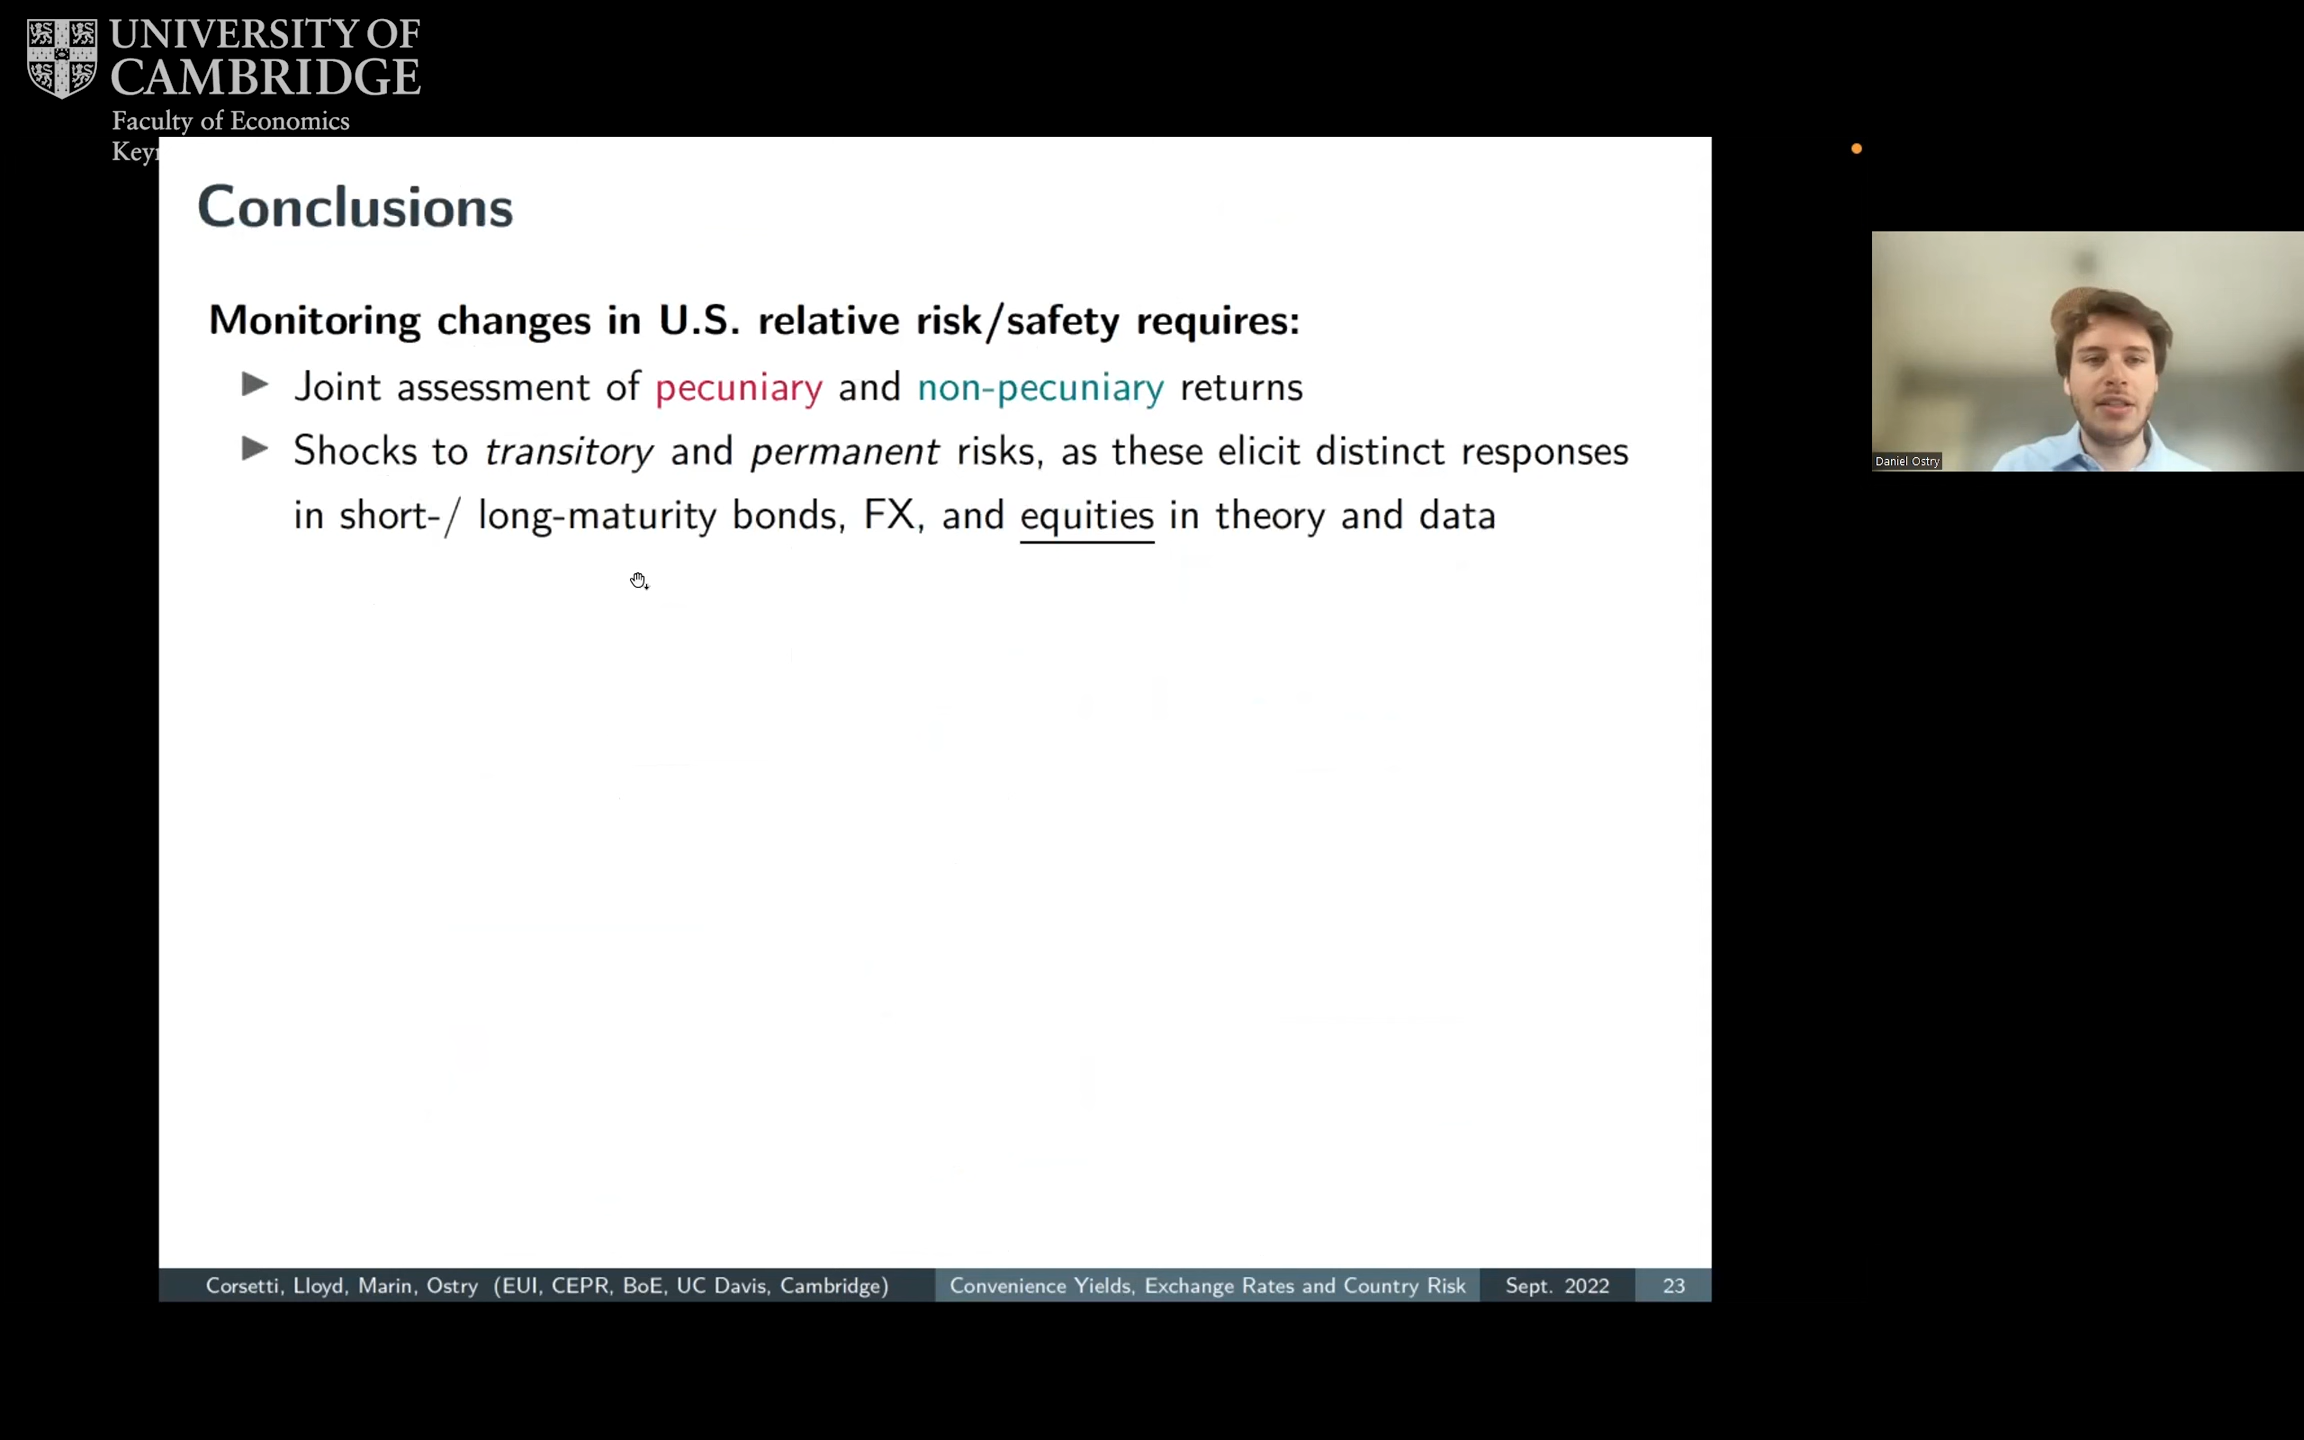 UNIVERSITY OF
CAMBRIDGE
Faculty of Economics
Conclusions
Monitoring changes in U.S. relative risk/safety requires:
▶ Joint assessment of pecuniary and non-pecuniary returns
▶ Shocks to transitory and permanent risks, as these elicit distinct responses
in short-/ long-maturity bonds, FX, and equities in theory and data
Daniel Ostry
Corsetti, Lloyd, Marin, Ostry (EUI, CEPR, BoE, UC Davis, Cambridge) Convenience Yields, Exchange Rates and Country Risk Sept. 2022 23